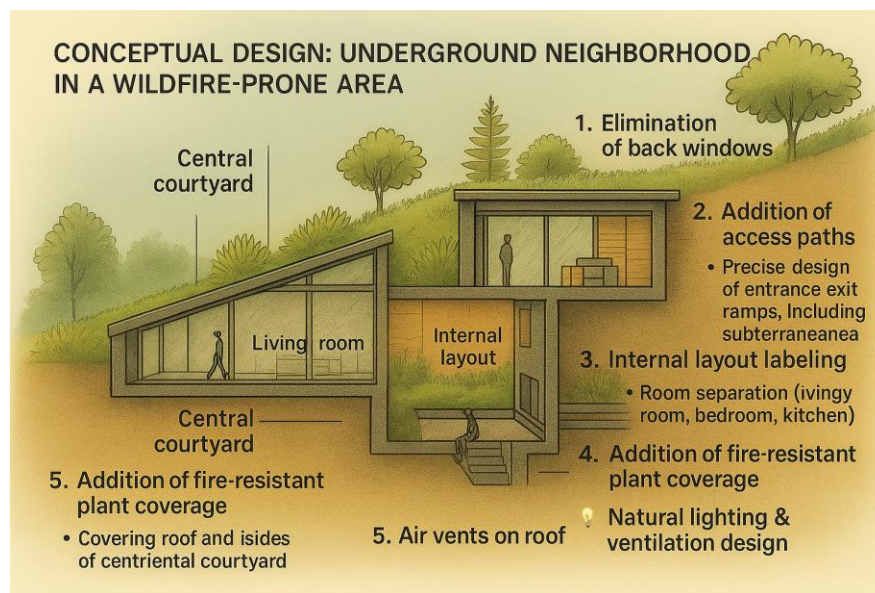 CONCEPTUAL DESIGN: UNDERGROUND NEIGHBORHOOD
IN A WILDFIRE-PRONE AREA
Central
courtyard
1. Elimination
of back windows
2. Addition of
access paths
• Precise design
of entrance exit
ramps, Including
subterraneanea
Living room
Internal
layout
3. Internal layout labeling
• Room separation (ivingy
room, bedroom, kitchen)
Central
courtyard
4. Addition of fire-resistant
plant coverage
5. Addition of fire-resistant
plant coverage
• Covering roof and isides
of centriental courtyard
5. Air vents on roof
Natural lighting &
ventilation design